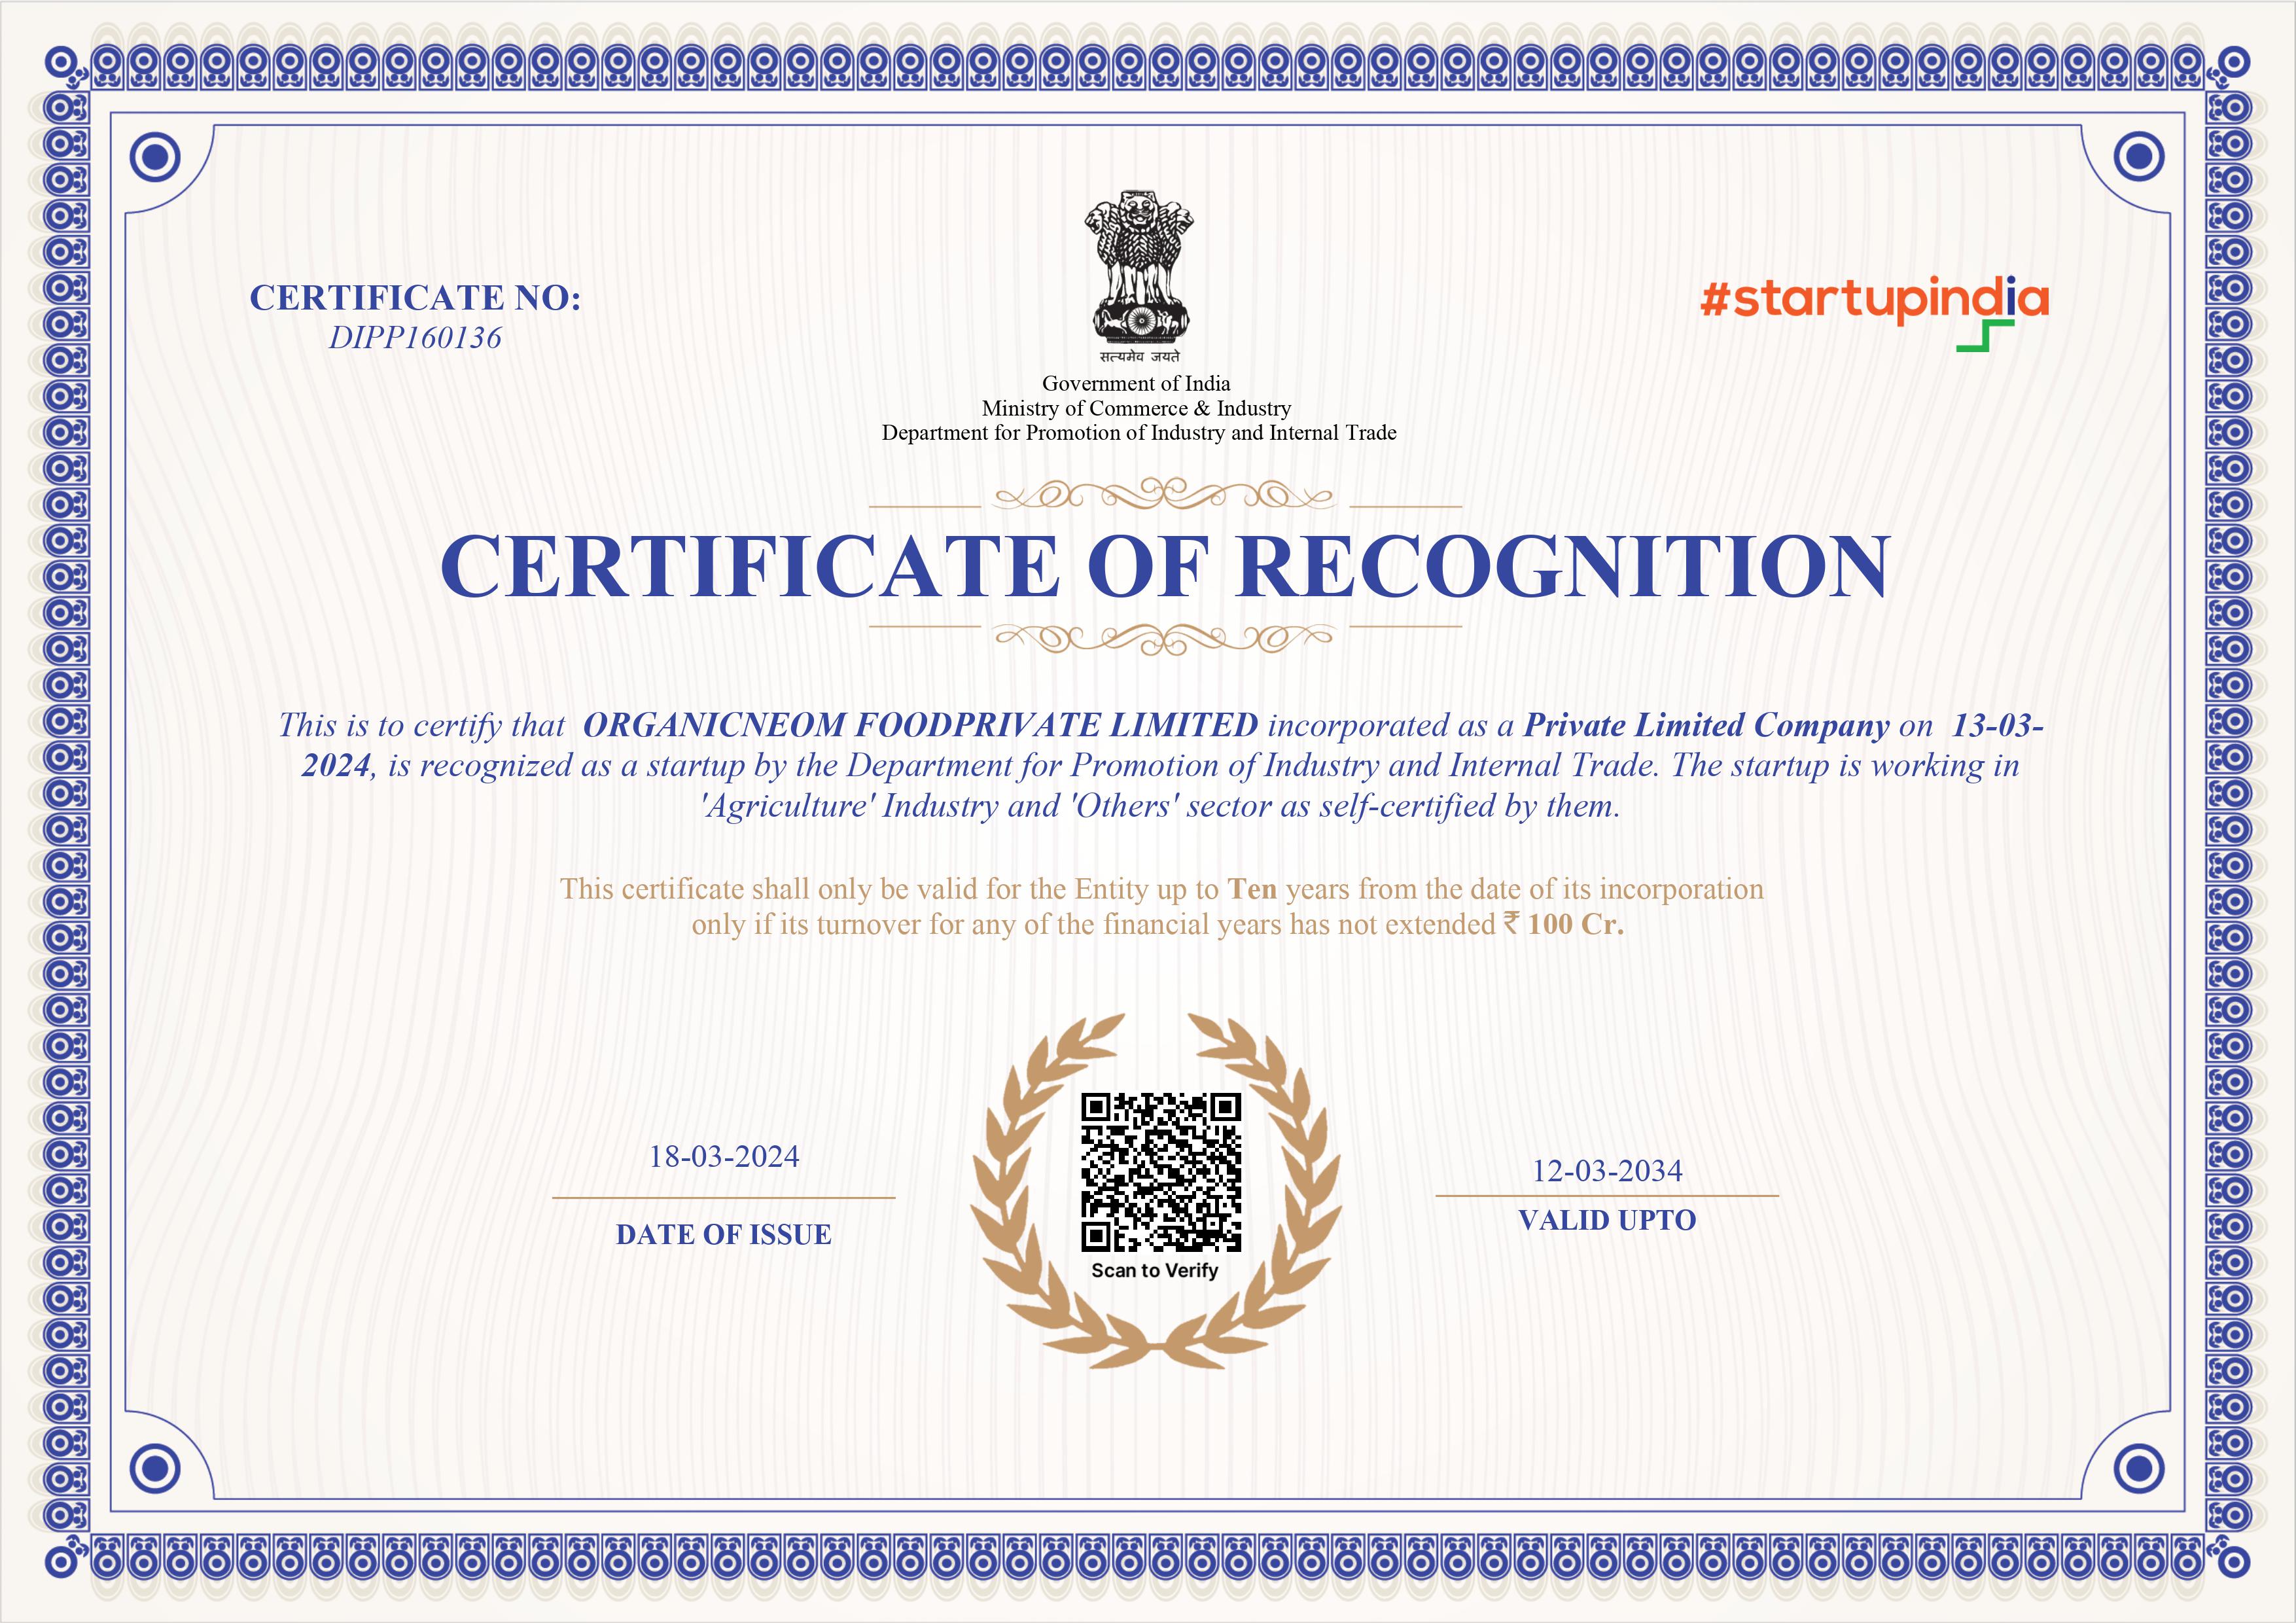 CERTIFICATE NO:
DIPP160136
#startupindia
सत्यमेव जयते
Government of India
Ministry of Commerce & Industry
Department for Promotion of Industry and Internal Trade
CERTIFICATE OF RECOGNITION
This is to certify that ORGANICNEOM FOODPRIVATE LIMITED incorporated as a Private Limited Company on 13-03-
2024, is recognized as a startup by the Department for Promotion of Industry and Internal Trade. The startup is working in
'Agriculture' Industry and 'Others' sector as self-certified by them.
This certificate shall only be valid for the Entity up to Ten years from the date of its incorporation
only if its turnover for any of the financial years has not extended ₹ 100 Cr.
18-03-2024
DATE OF ISSUE
Scan to Verify
12-03-2034
VALID UPTO